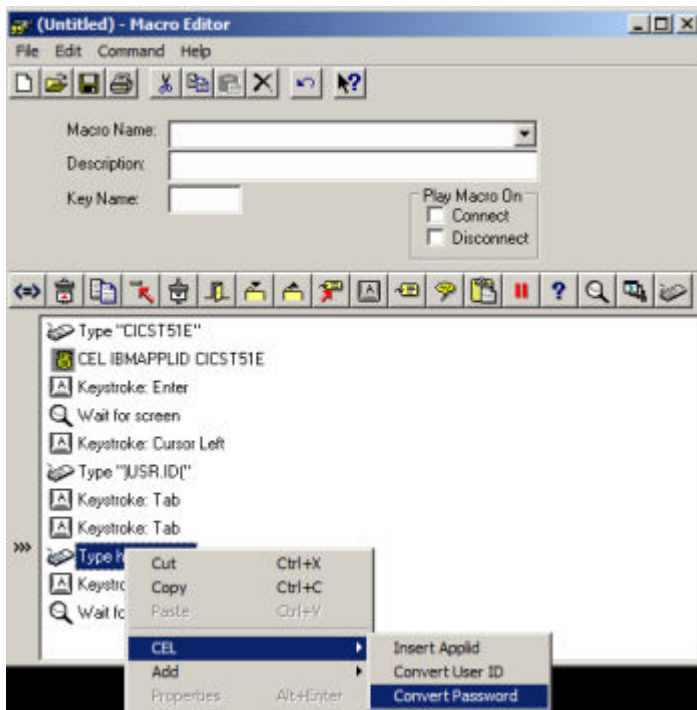 (Untitled) - Macro Editor
File Edit Command Help
Macro Name:
Description:
Key Name:
Play Macro On
Connect
Disconnect
Type "CICST51E"
CEL IBMAPPLID CICST51E
Keystroke: Enter
Wait for screen
Keystroke: Cursor Left
Type ")USR.ID("
Keystroke: Tab
Keystroke: Tab
Type
Wait
Cut Ctrl+X
Copy Ctrl+C
Paste Ctrl+V
CEL
Add
Properties Alt+Enter
Insert Applid
Convert User ID
Convert Password